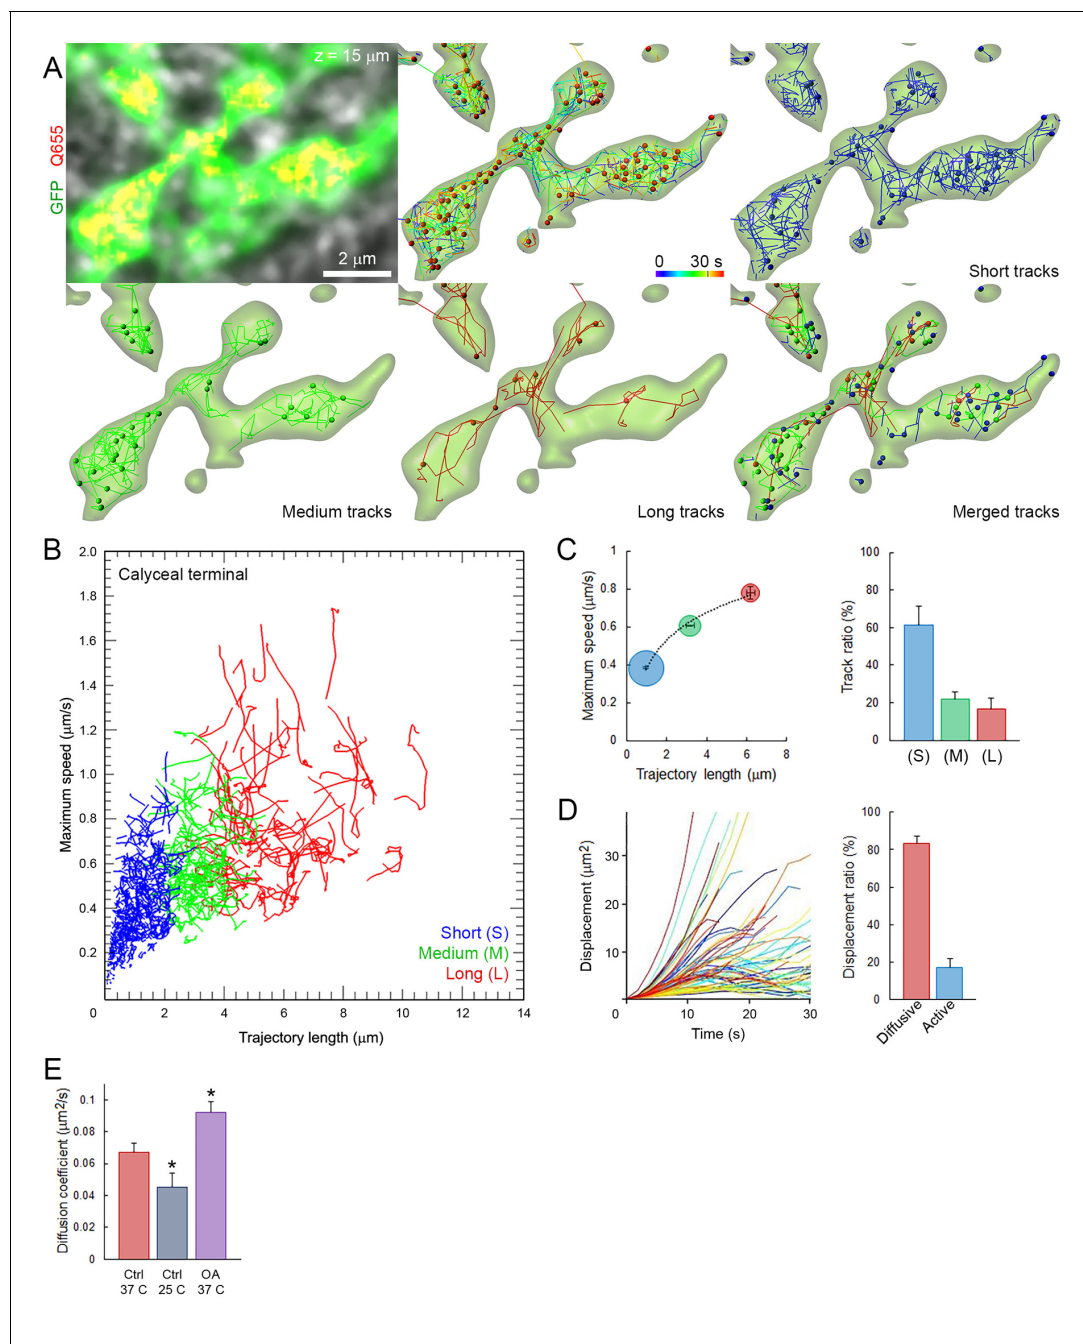 A
z = 15 μm
GFP Q655
2 μm
0 30 s
Short tracks
Medium tracks
Long tracks
Merged tracks
B
Calyceal terminal
Maximum speed (μm/s)
2.0
1.8
1.6
1.4
1.2
1.0
0.8
0.6
0.4
0.2
Short (S)
Medium (M)
Long (L)
0 2 4 6 8 10 12 14
Trajectory length (μm)
C
Maximum speed (μm/s)
1
0.8
0.6
0.4
0.2
0
0 2 4 6 8
Trajectory length (μm)
Track ratio (%)
100
80
60
40
20
0
(S) (M) (L)
D
Displacement (μm²)
30
20
10
0
10 20 30
Time (s)
Displacement ratio (%)
100
80
60
40
20
0
Diffusive
Active
E
Diffusion coefficient (μm²/s)
0.1
0.08
0.06
0.04
0.02
0
* *
Ctrl Ctrl OA
37 C 25 C 37 C